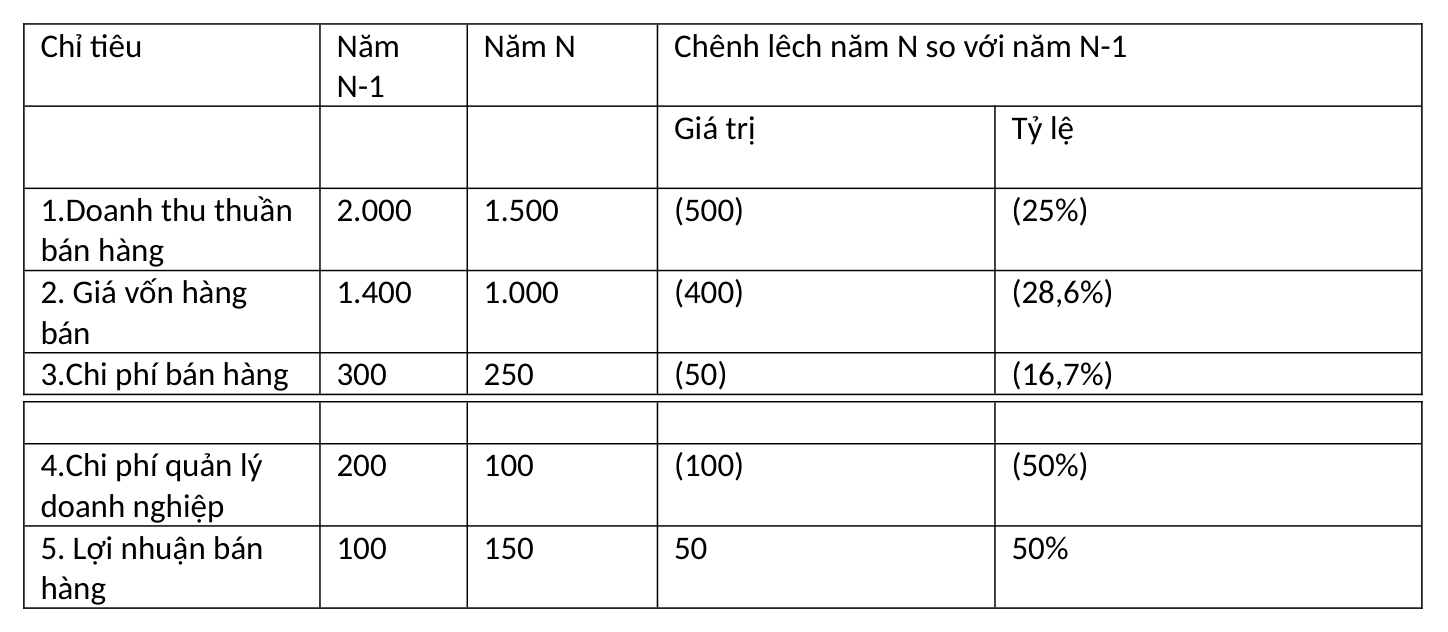 Chỉ tiêu Năm Năm N Chênh lêch năm N so với năm N-1
N-1
Giá trị Tỷ lệ
1.Doanh thu thuần 2.000 1.500 (500) (25%)
bán hàng
2. Giá vốn hàng 1.400 1.000 (400) (28,6%)
bán
3.Chi phí bán hàng 300 250 (50) (16,7%)
4.Chi phí quản lý 200 100 (100) (50%)
doanh nghiệp
5. Lợi nhuận bán 100 150 50 50%
hàng